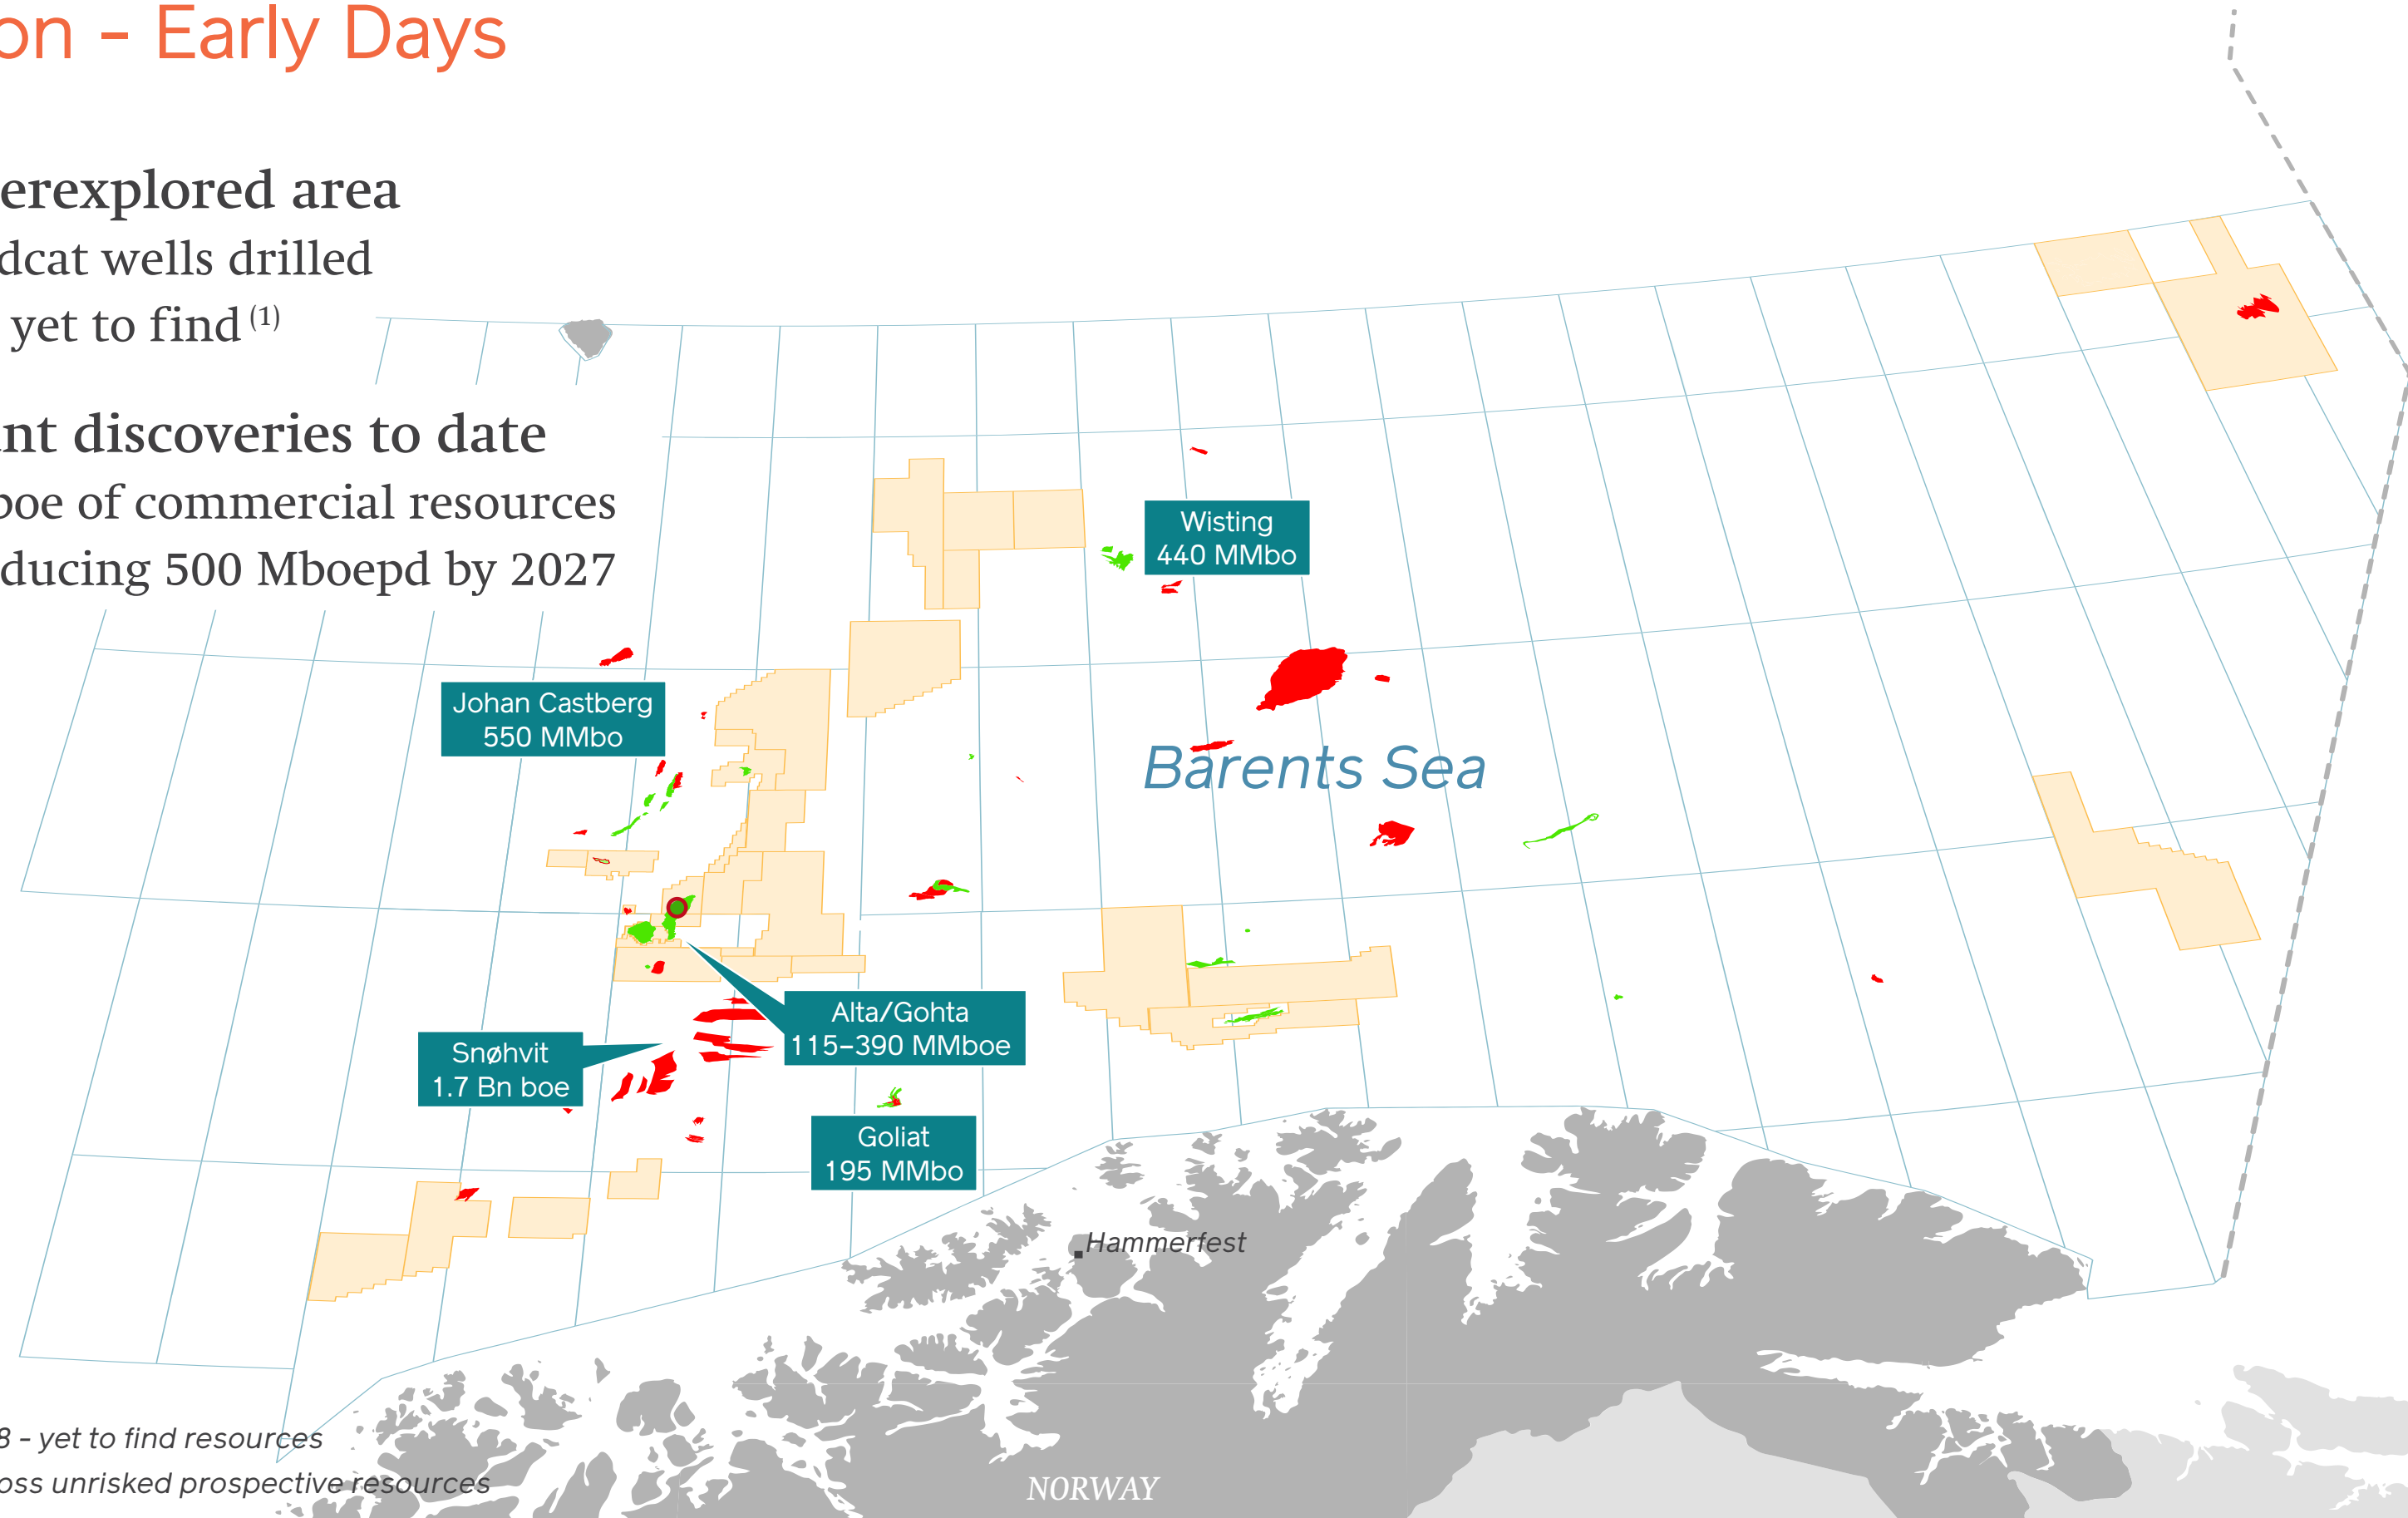 on - Early Days
erexplored area
dcat wells drilled
yet to find (1)
nt discoveries to date
boe of commercial resources
ducing 500 Mboepd by 2027
Wisting
440 MMbo
Johan Castberg
550 MMbo
Barents Sea
Alta/Gohta
115–390 MMboe
Snøhvit
1.7 Bn boe
Goliat
195 MMbo
Hammerfest
8 - yet to find resources
oss unrisked prospective resources
NORWAY